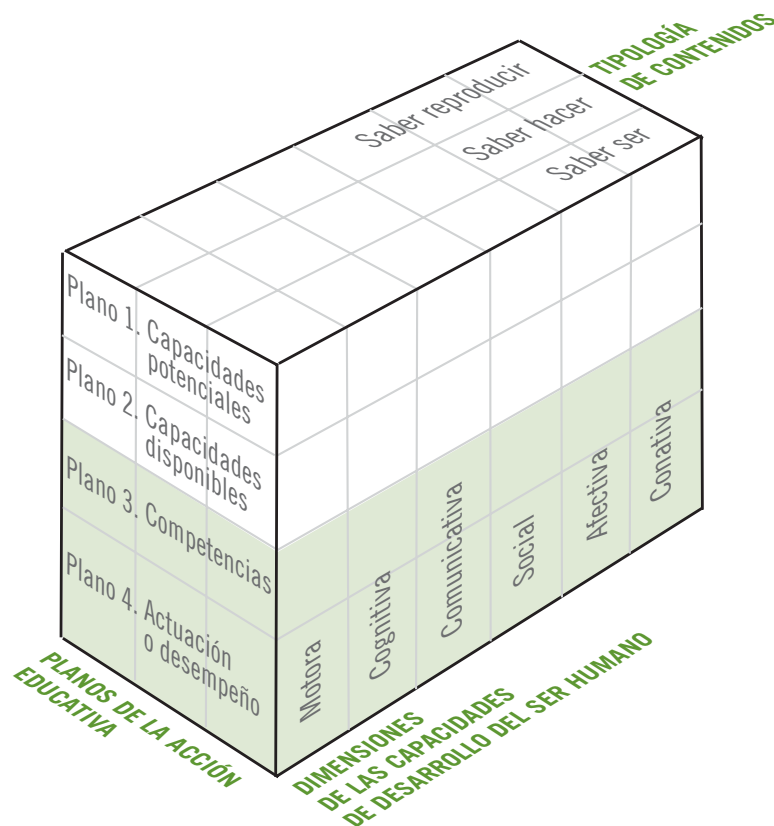 TIPOLOGÍA
DE CONTENIDOS
Saber reproducir
Saber hacer
Saber ser
Plano 1. Capacidades
potenciales
Plano 2. Capacidades
disponibles
Plano 3. Competencias
Plano 4. Actuación
o desempeño
Motora
Cognitiva
Comunicativa
Social
Afectiva
Conativa
PLANOS DE LA ACCIÓN
EDUCATIVA
DIMENSIONES
DE LAS CAPACIDADES
DE DESARROLLO DEL SER HUMANO